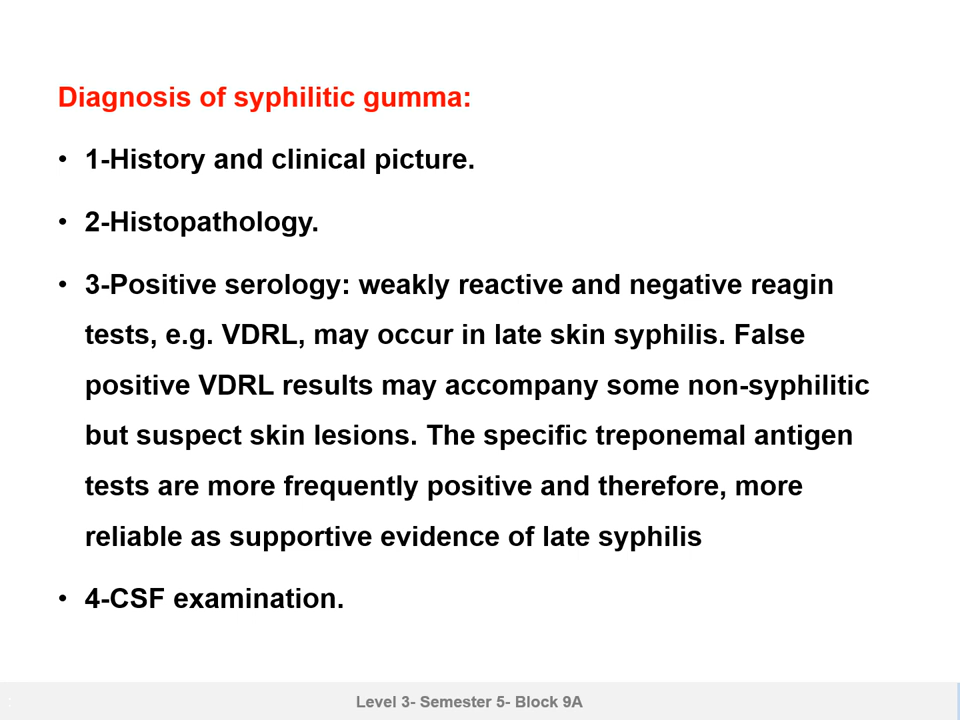 Diagnosis of syphilitic gumma:
• 1-History and clinical picture.
• 2-Histopathology.
• 3-Positive serology: weakly reactive and negative reagin
tests, e.g. VDRL, may occur in late skin syphilis. False
positive VDRL results may accompany some non-syphilitic
but suspect skin lesions. The specific treponemal antigen
tests are more frequently positive and therefore, more
reliable as supportive evidence of late syphilis
• 4-CSF examination.
Level 3- Semester 5- Block 9A